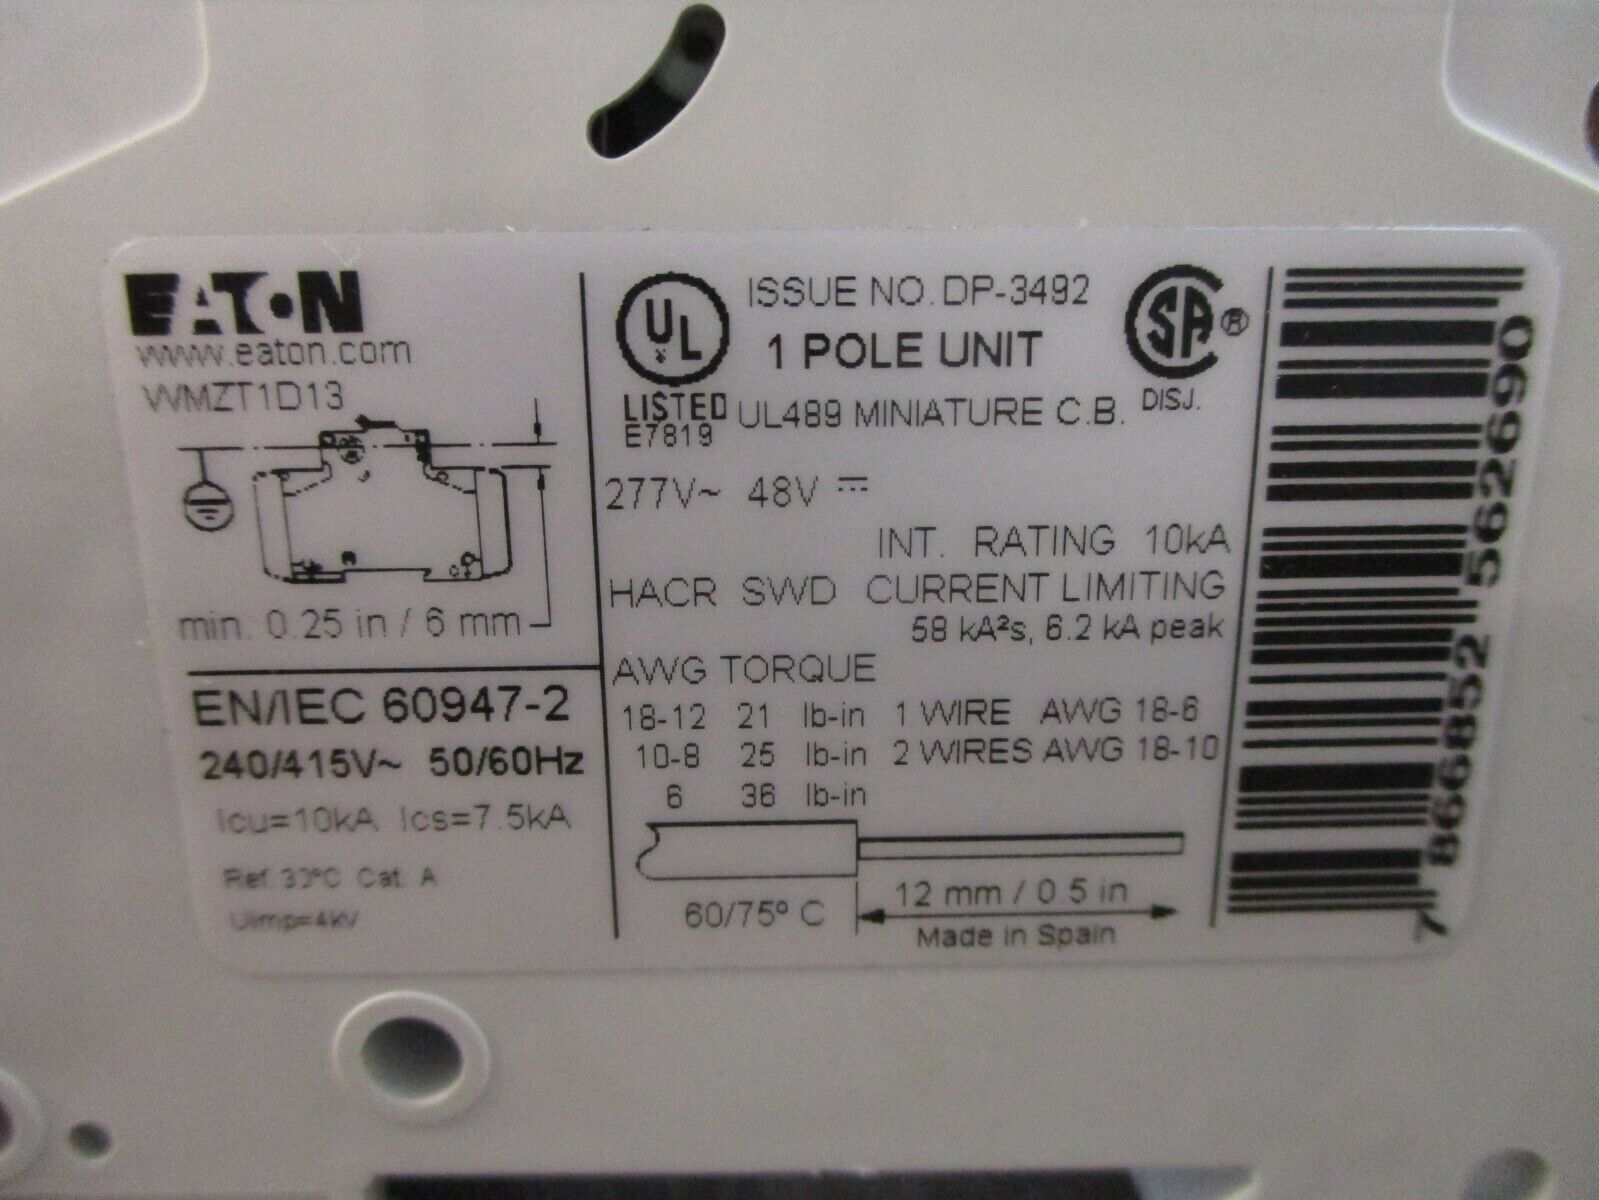 EATON
www.eaton.com
WMZT1D13
min. 0.25 in / 6 mm
EN/IEC 60947-2
240/415V~ 50/60Hz
Icu=10kA Ics=7.5kA
Ref. 30°C Cat. A
Uimp=4kV
UL
LISTED
E7819
ISSUE NO. DP-3492
1 POLE UNIT
UL489 MINIATURE C.B.
SA ®
DISJ.
277V~ 48V ⎓
INT. RATING 10kA
HACR SWD CURRENT LIMITING
58 kA²s, 6.2 kA peak
AWG TORQUE
18-12 21 lb-in 1 WIRE AWG 18-6
10-8 25 lb-in 2 WIRES AWG 18-10
6 36 lb-in
60/75° C
12 mm / 0.5 in
Made in Spain
7 866852 562690